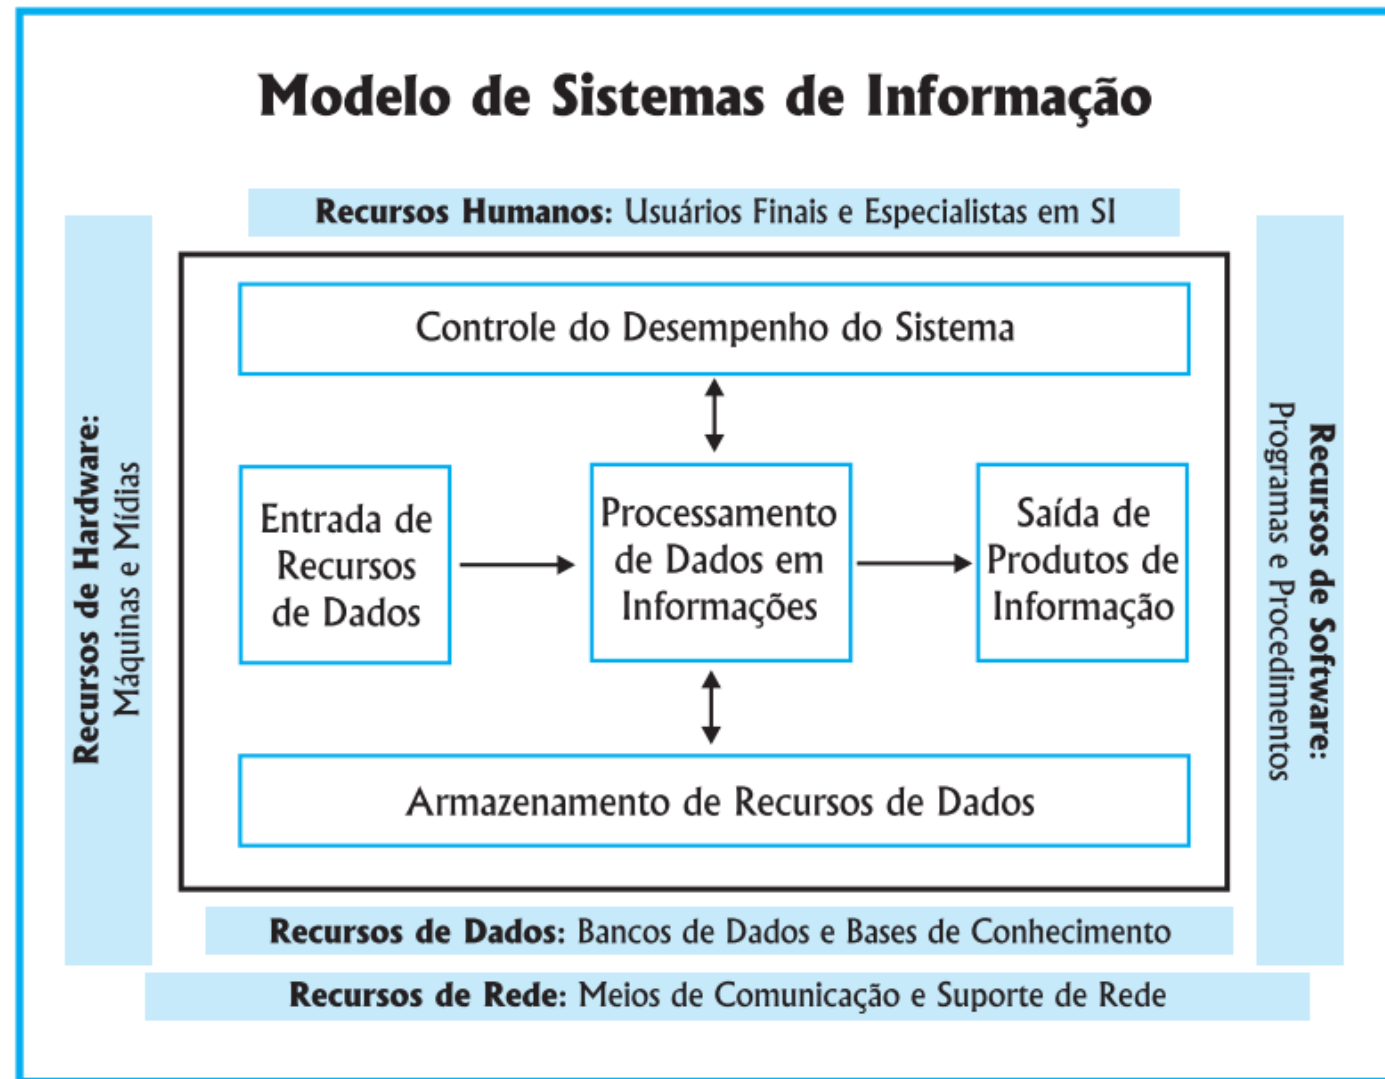 Modelo de Sistemas de Informação
Recursos Humanos: Usuários Finais e Especialistas em SI
Recursos de Hardware:
Máquinas e Mídias
Controle do Desempenho do Sistema
Entrada de
Recursos
de Dados
Processamento
de Dados em
Informações
Saída de
Produtos de
Informação
Armazenamento de Recursos de Dados
Recursos de Software:
Programas e Procedimentos
Recursos de Dados: Bancos de Dados e Bases de Conhecimento
Recursos de Rede: Meios de Comunicação e Suporte de Rede